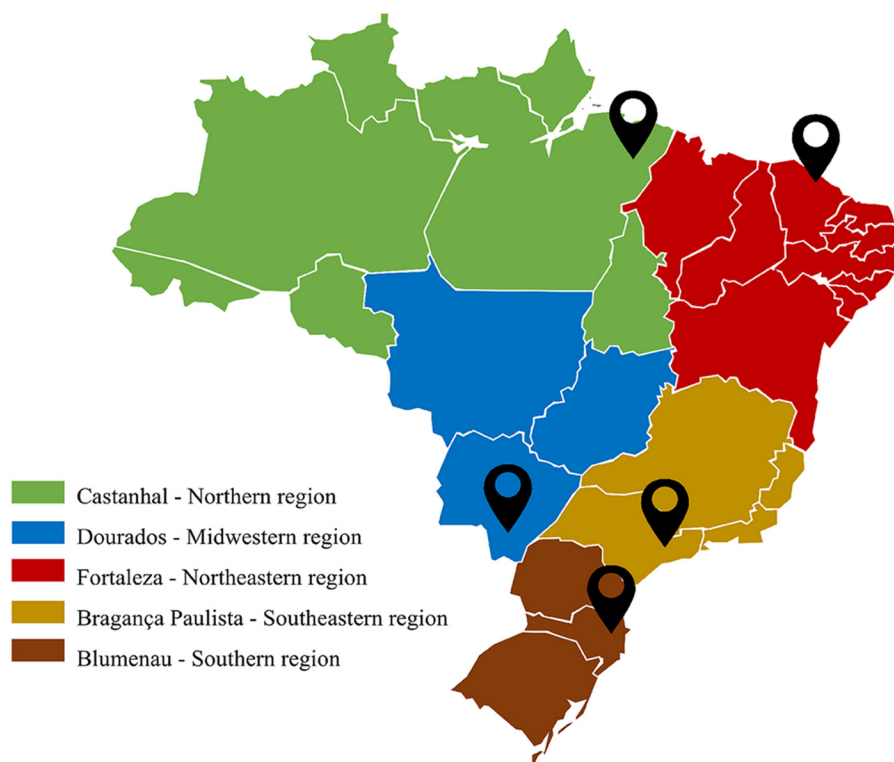 Castanhal - Northern region
Dourados - Midwestern region
Fortaleza - Northeastern region
Bragança Paulista - Southeastern region
Blumenau - Southern region